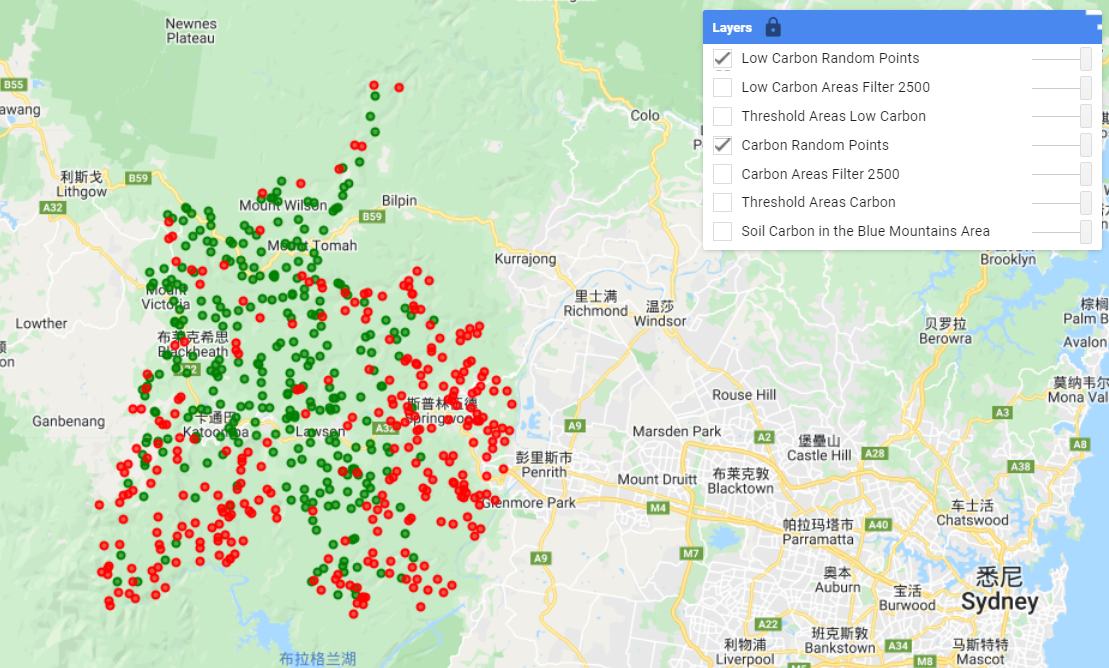 Newnes
Plateau
B55
awang
利斯戈
Lithgow
B59
A32
Mount Wilson
Bilpin
B59
Mount Tomah
Kurrajong
Colo
Mount
Victoria
Lowther
布莱克希思
Blackheath
里士满
Richmond
温莎
Windsor
Brooklyn
棕榈
Palm B
Avalon
贝罗拉
Berowra
莫纳韦尔
Mona Val
Ganbenang
卡通巴
Katoomba
Lawson
A32
Springwood
A9
Rouse Hill
A3
Marsden Park
A2
堡壘山
Castle Hill
A28
A8
A38
彭里斯市
Penrith
Mount Druitt
布莱克敦
Blacktown
Glenmore Park
M4
车士活
Chatswood
帕拉玛塔市
Parramatta
A40
A9
M7
奥本
Auburn
宝活
Burwood
悉尼
Sydney
A22
班克斯敦
Bankstown
A34
马斯特特
Mascot
利物浦
Liverpool
M8
布拉格兰湖
Layers
Low Carbon Random Points
Low Carbon Areas Filter 2500
Threshold Areas Low Carbon
Carbon Random Points
Carbon Areas Filter 2500
Threshold Areas Carbon
Soil Carbon in the Blue Mountains Area